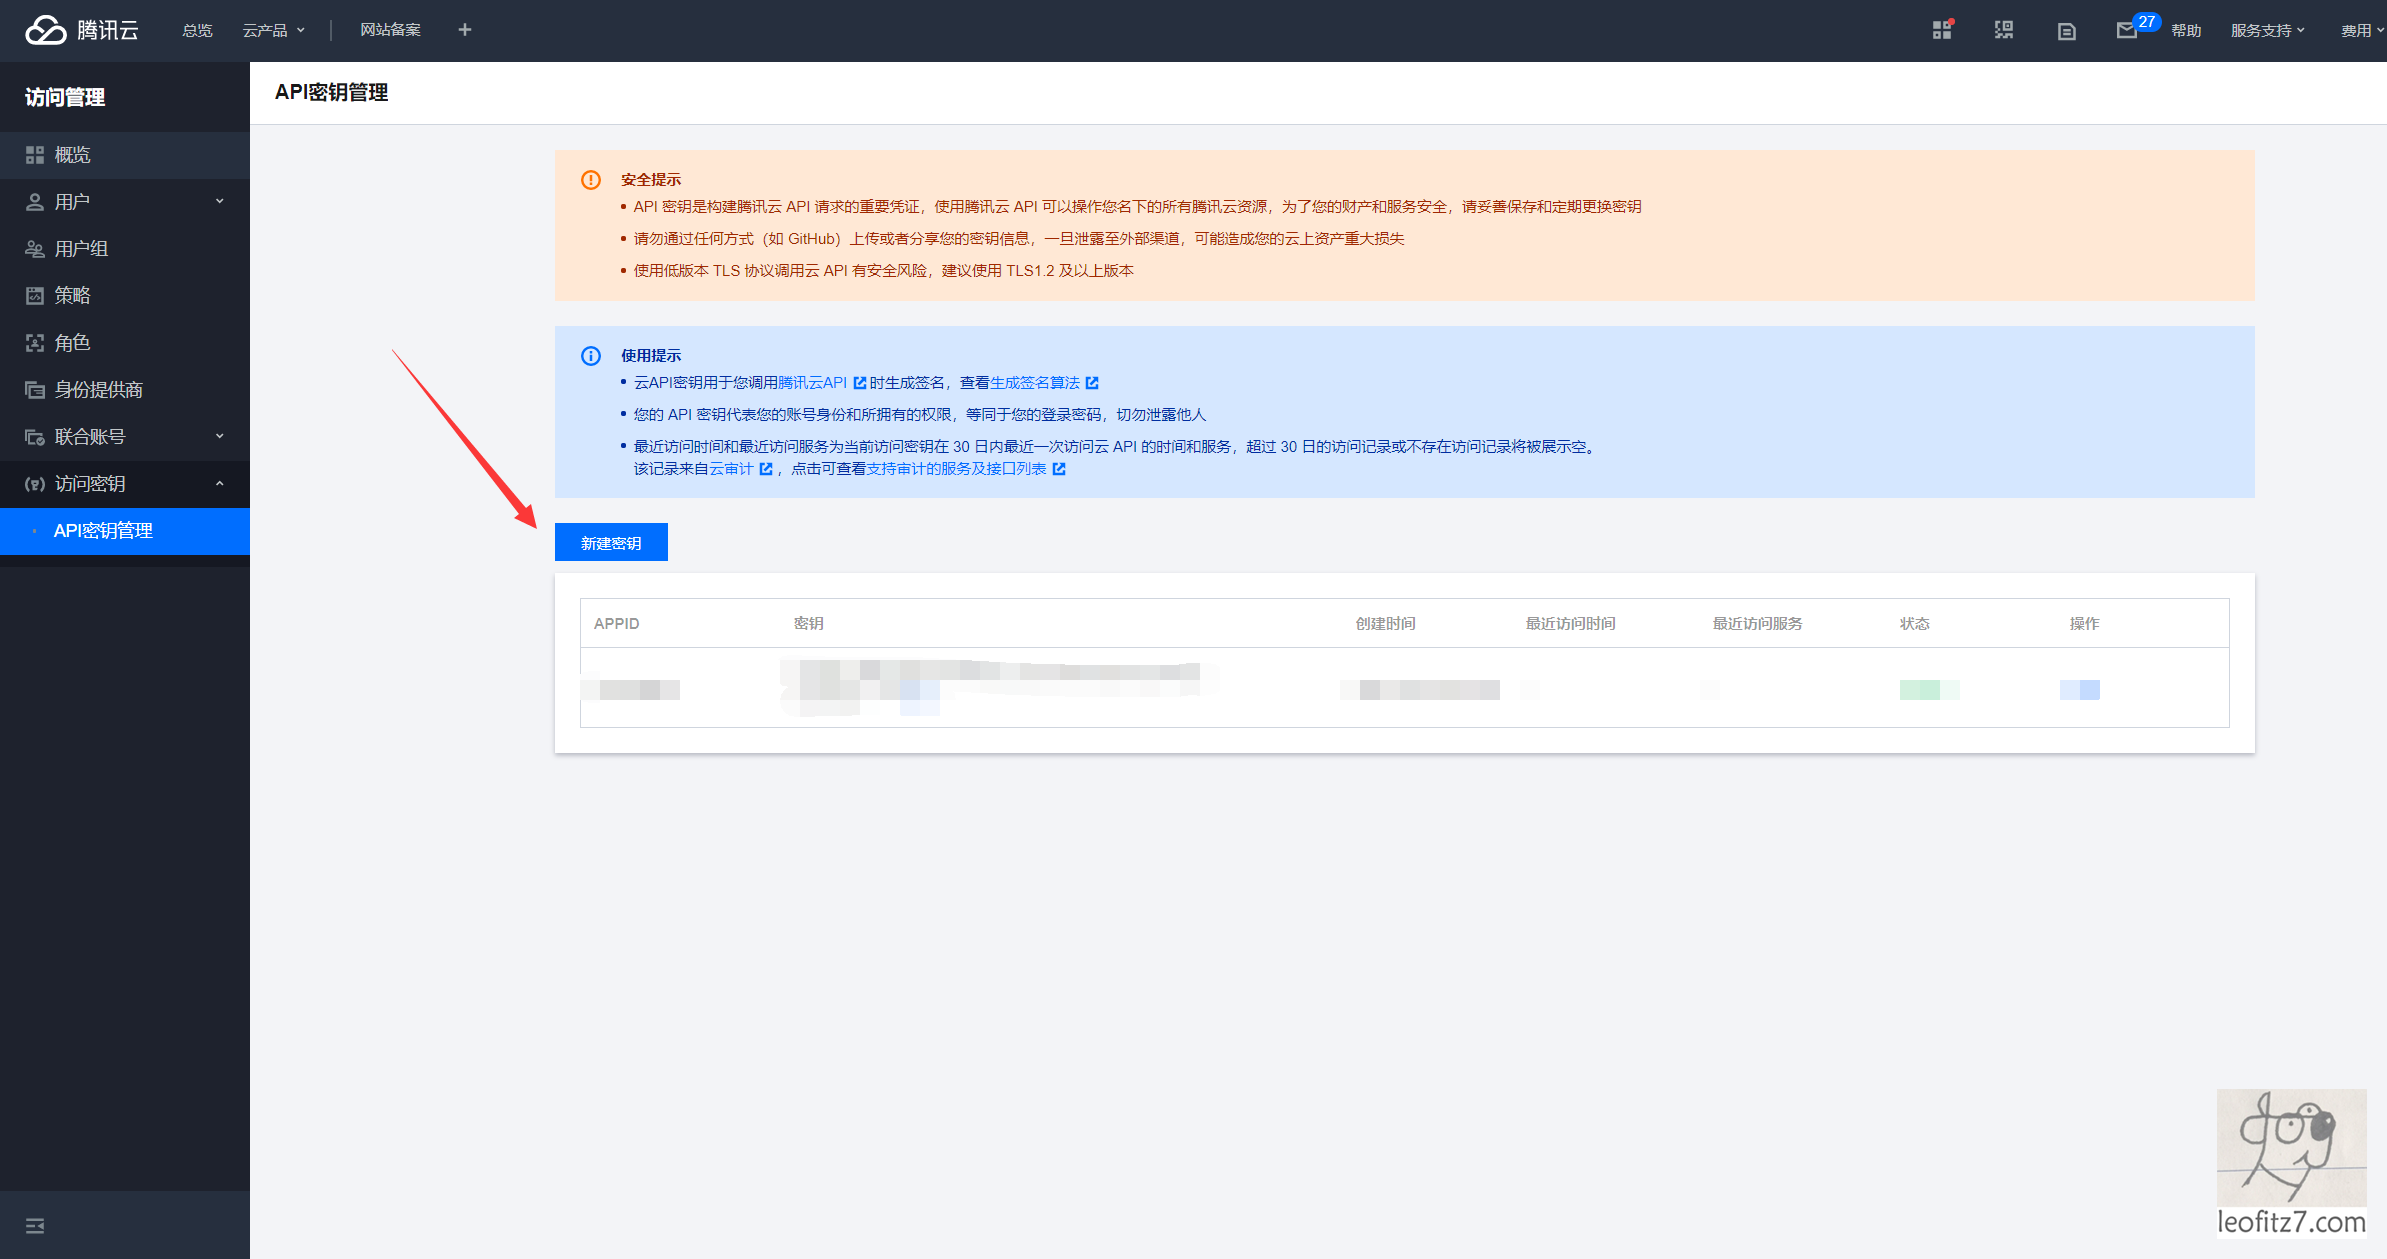 腾讯云
总览
云产品
网站备案
27
帮助
服务支持
费用
访问管理
概览
用户
用户组
策略
角色
身份提供商
联合账号
访问密钥
API密钥管理
API密钥管理
安全提示
API 密钥是构建腾讯云 API 请求的重要凭证，使用腾讯云 API 可以操作您名下的所有腾讯云资源，为了您的财产和服务安全，请妥善保存和定期更换密钥
请勿通过任何方式（如 GitHub）上传或者分享您的密钥信息，一旦泄露至外部渠道，可能造成您的云上资产重大损失
使用低版本 TLS 协议调用云 API 有安全风险，建议使用 TLS1.2 及以上版本
使用提示
云API密钥用于您调用腾讯云API 时生成签名，查看生成签名算法
您的 API 密钥代表您的账号身份和所拥有的权限，等同于您的登录密码，切勿泄露他人
最近访问时间和最近访问服务为当前访问密钥在 30 日内最近一次访问云 API 的时间和服务，超过 30 日的访问记录或不存在访问记录将被展示空。
该记录来自云审计 ，点击可查看支持审计的服务及接口列表
新建密钥
APPID 密钥 创建时间 最近访问时间 最近访问服务 状态 操作
dog
leofitz7.com